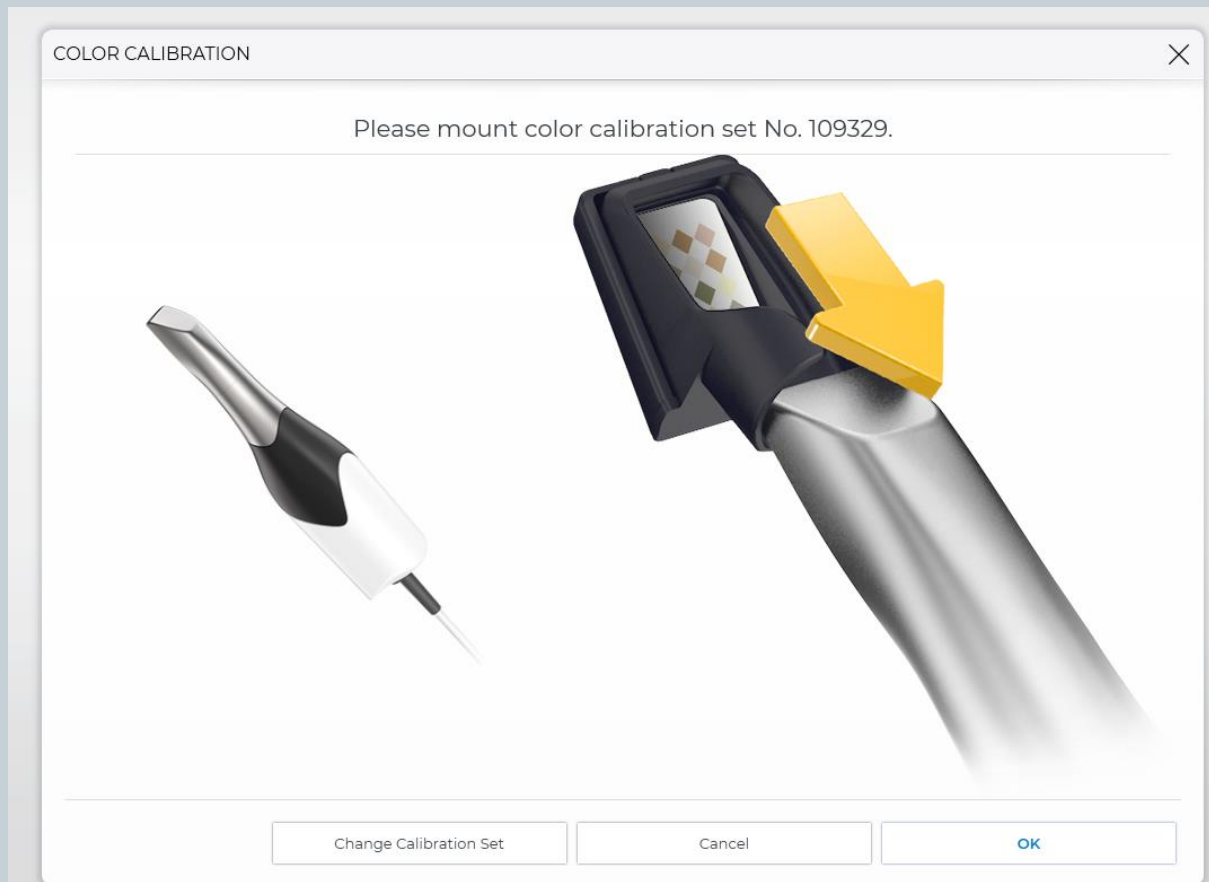 COLOR CALIBRATION
Please mount color calibration set No. 109329.
Change Calibration Set
Cancel
OK